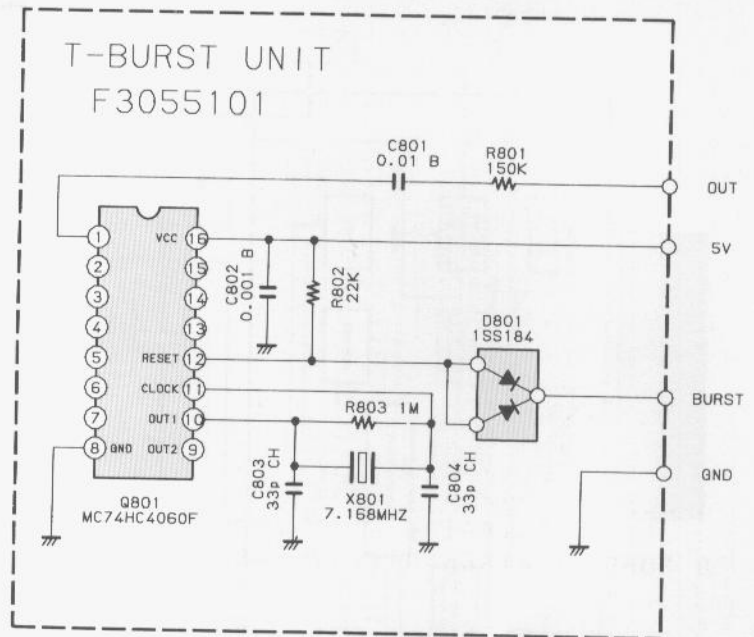 T-BURST UNIT
F3055101
C801
0.01 B
R801
150K
OUT
1
VCC
16
5V
2
15
C802
0.001 B
R802
22K
3
14
4
13
D801
1SS184
5
RESET
12
6
CLOCK
11
BURST
7
OUT1
10
R803 1M
8
GND
OUT2
9
C803
33p CH
X801
7.168MHZ
C804
33p CH
GND
Q801
MC74HC4060F